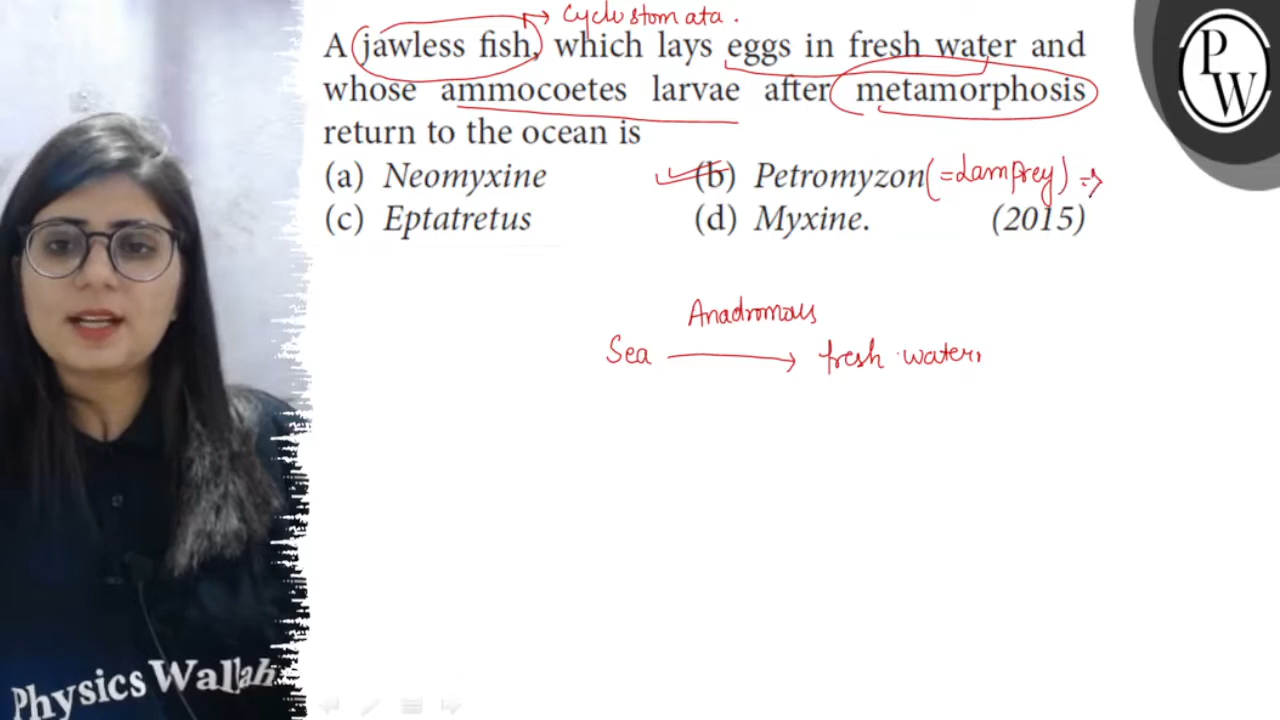 Cyclostomata.
A jawless fish, which lays eggs in fresh water and
whose ammocoetes larvae after metamorphosis
return to the ocean is
(a) Neomyxine
(b) Petromyzon (=Lamprey) ⇒
(c) Eptatretus
(d) Myxine. (2015)
Anadromous
Sea → fresh water,
PW
Physics Wallah